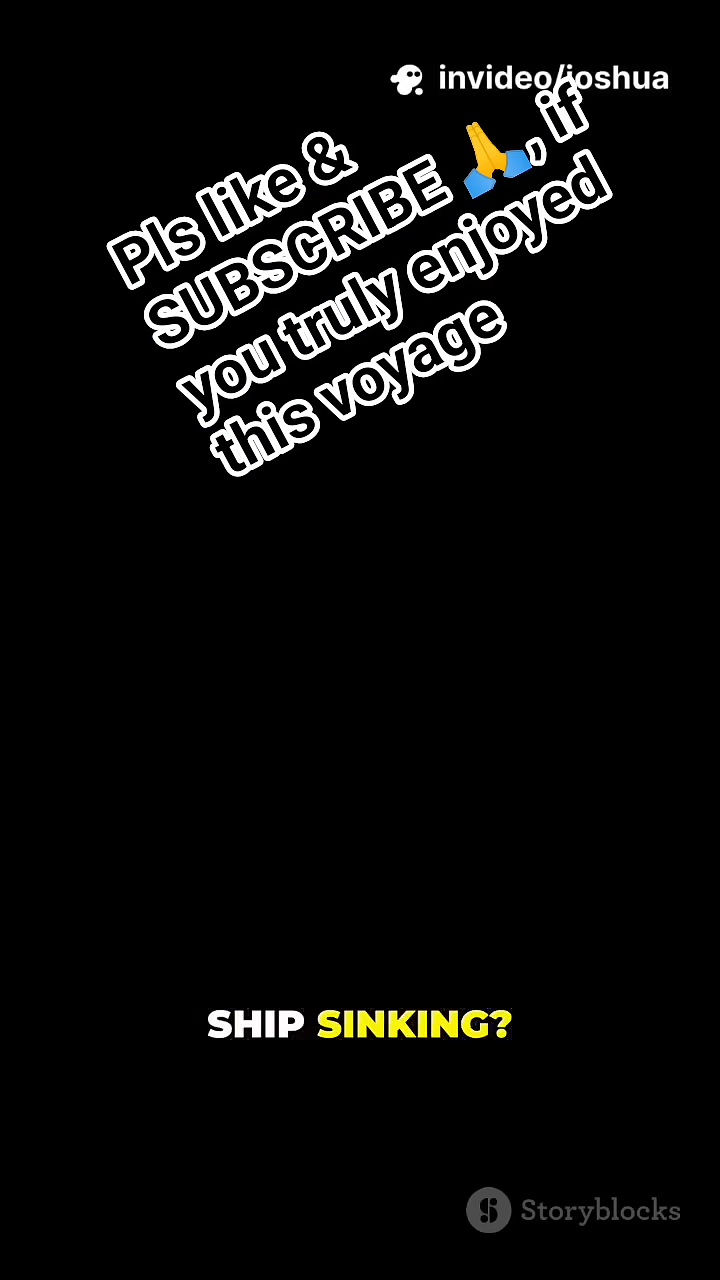 invideo/joshua
Pls like &
SUBSCRIBE 🙏, if
you truly enjoyed
this voyage
SHIP SINKING?
Storyblocks